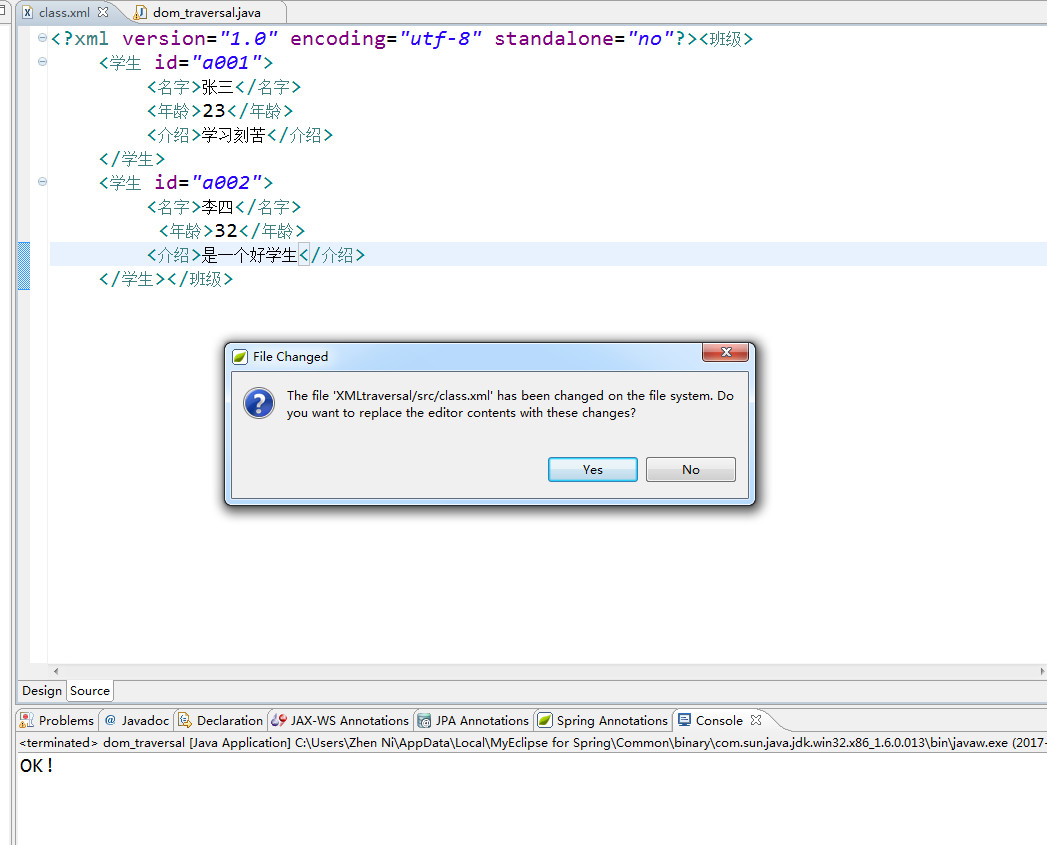 class.xml dom_traversal.java
<?xml version="1.0" encoding="utf-8" standalone="no"?><班级>
<学生 id="a001">
<名字>张三</名字>
<年龄>23</年龄>
<介绍>学习刻苦</介绍>
</学生>
<学生 id="a002">
<名字>李四</名字>
<年龄>32</年龄>
<介绍>是一个好学生</介绍>
</学生></班级>
File Changed
The file 'XMLtraversal/src/class.xml' has been changed on the file system. Do
you want to replace the editor contents with these changes?
Yes No
Design Source
Problems @ Javadoc Declaration JAX-WS Annotations JPA Annotations Spring Annotations Console
<terminated> dom_traversal [Java Application] C:\Users\Zhen Ni\AppData\Local\MyEclipse for Spring\Common\binary\com.sun.java.jdk.win32.x86_1.6.0.013\bin\javaw.exe (2017-
OK!